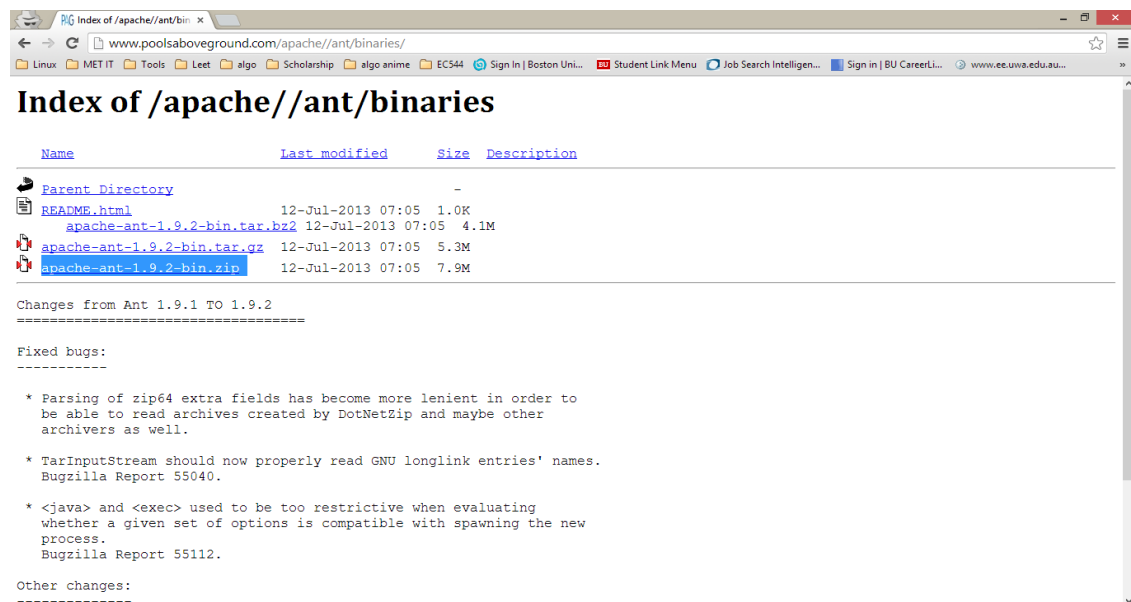 Index of /apache//ant/bin
www.poolsaboveground.com/apache//ant/binaries/
Linux MET IT Tools Leet algo Scholarship algo anime EC544 Sign In | Boston Uni... BU Student Link Menu Job Search Intelligen... Sign in | BU CareerLi... www.ee.uwa.edu.au... »
Index of /apache//ant/binaries
Name Last modified Size Description
Parent Directory -
README.html 12-Jul-2013 07:05 1.0K
apache-ant-1.9.2-bin.tar.bz2 12-Jul-2013 07:05 4.1M
apache-ant-1.9.2-bin.tar.gz 12-Jul-2013 07:05 5.3M
apache-ant-1.9.2-bin.zip 12-Jul-2013 07:05 7.9M
Changes from Ant 1.9.1 TO 1.9.2
===================================
Fixed bugs:
-----------
* Parsing of zip64 extra fields has become more lenient in order to
be able to read archives created by DotNetZip and maybe other
archivers as well.
* TarInputStream should now properly read GNU longlink entries' names.
Bugzilla Report 55040.
* <java> and <exec> used to be too restrictive when evaluating
whether a given set of options is compatible with spawning the new
process.
Bugzilla Report 55112.
Other changes:
--------------